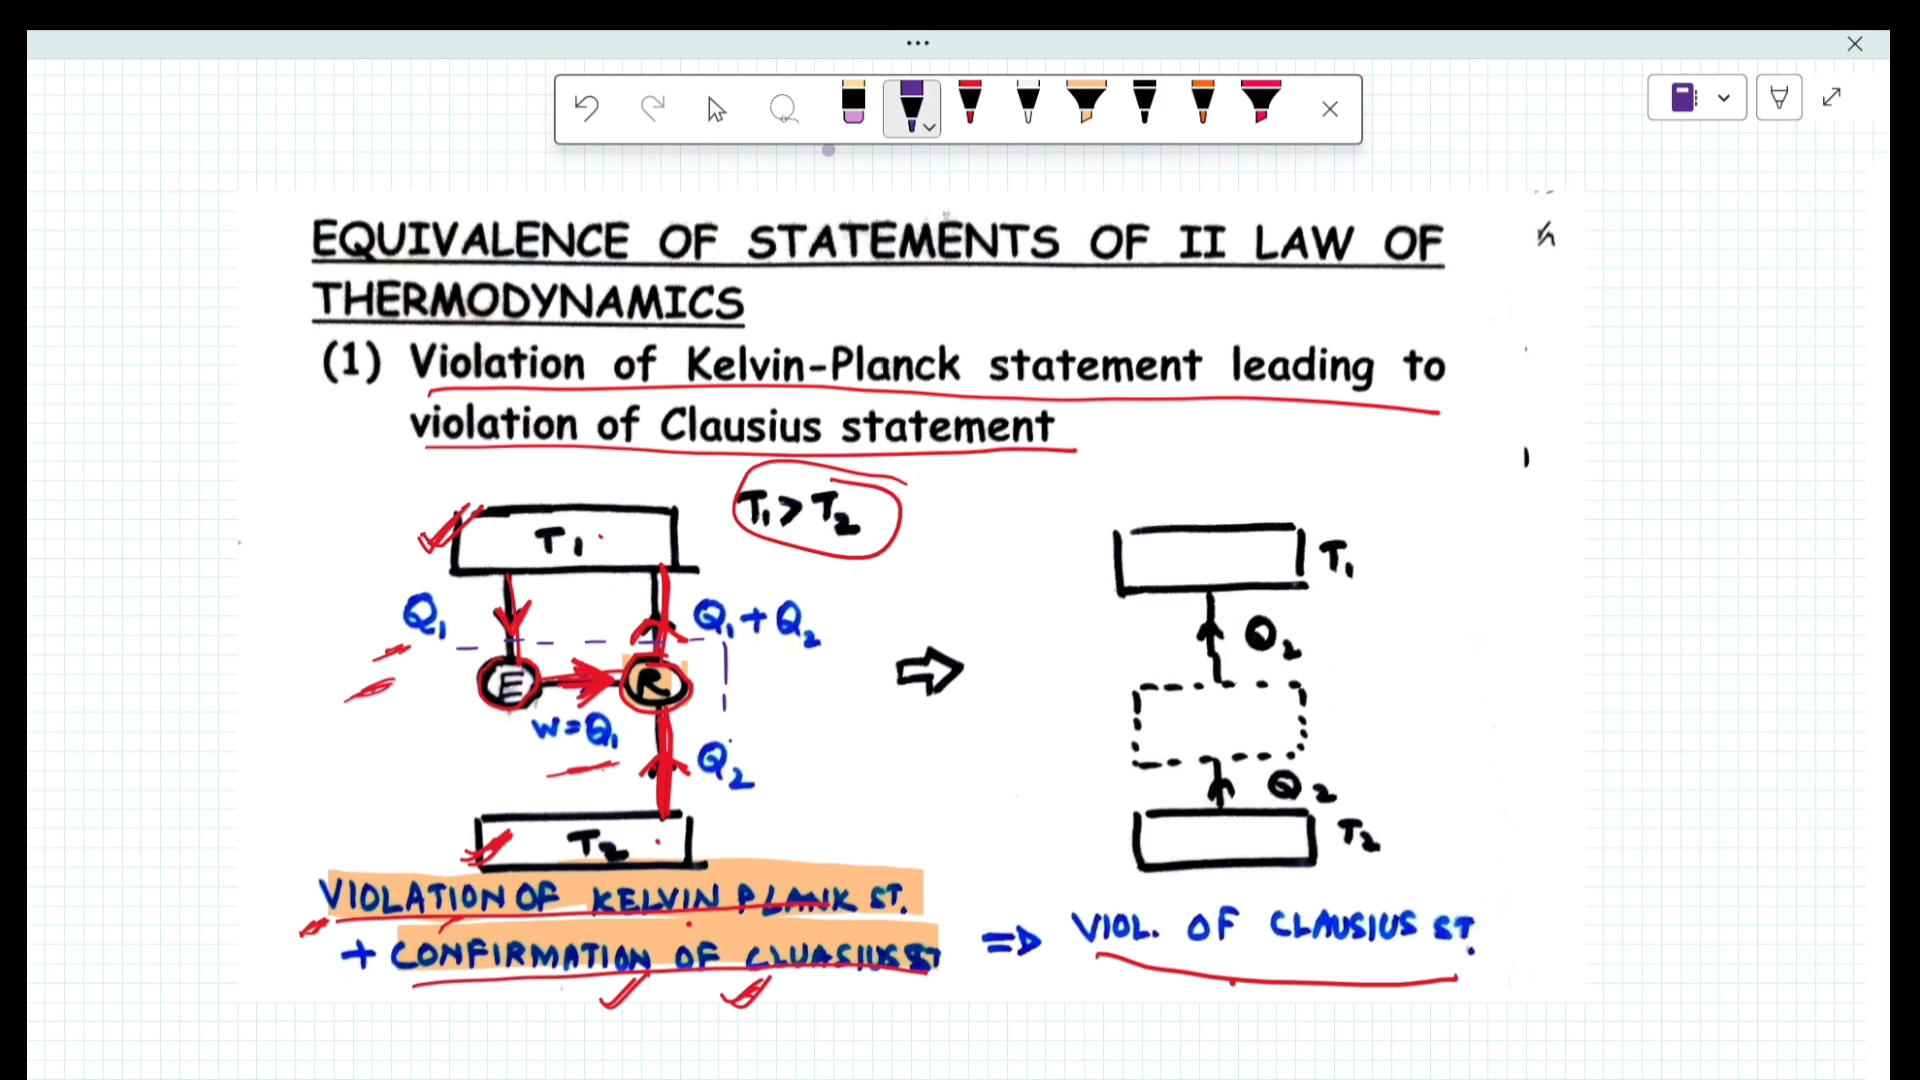 EQUIVALENCE OF STATEMENTS OF II LAW OF
THERMODYNAMICS
(1) Violation of Kelvin-Planck statement leading to
violation of Clausius statement
T1 > T2
T1
T1
Q1
Q1 + Q2
Q2
E
R
W = Q1
Q2
Q2
T2
T2
VIOLATION OF KELVIN PLANK ST.
+ CONFIRMATION OF CLUASIUS ST
=> VIOL. OF CLAUSIUS ST.